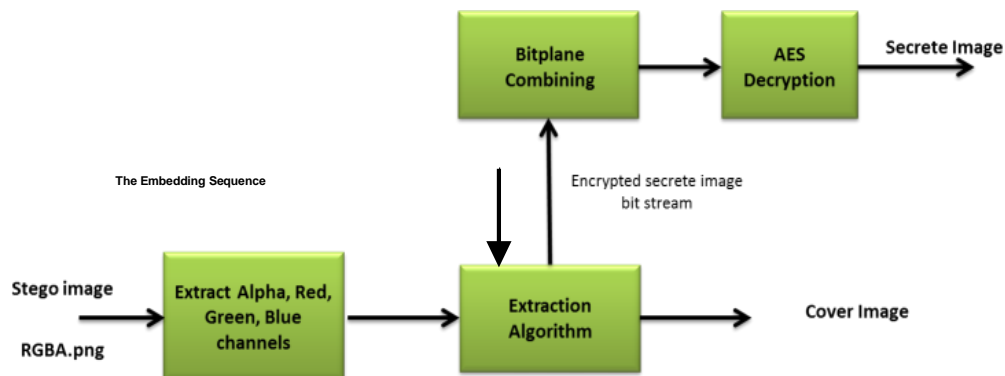 Bitplane
Combining
AES
Decryption
Secrete Image
The Embedding Sequence
Encrypted secrete image
bit stream
Stego image
RGBA.png
Extract Alpha, Red,
Green, Blue
channels
Extraction
Algorithm
Cover Image